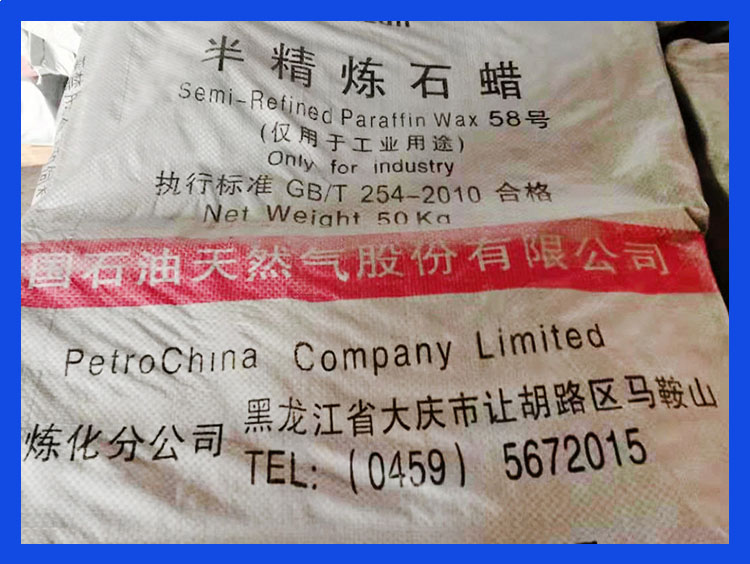 半精炼石蜡
Semi-Refined Paraffin Wax 58号
(仅用于工业用途)
Only for industry
执行标准 GB/T 254-2010 合格
Net Weight 50Kg
国石油天然气股份有限公司
PetroChina Company Limited
炼化分公司
黑龙江省大庆市让胡路区马鞍山
TEL: (0459) 5672015